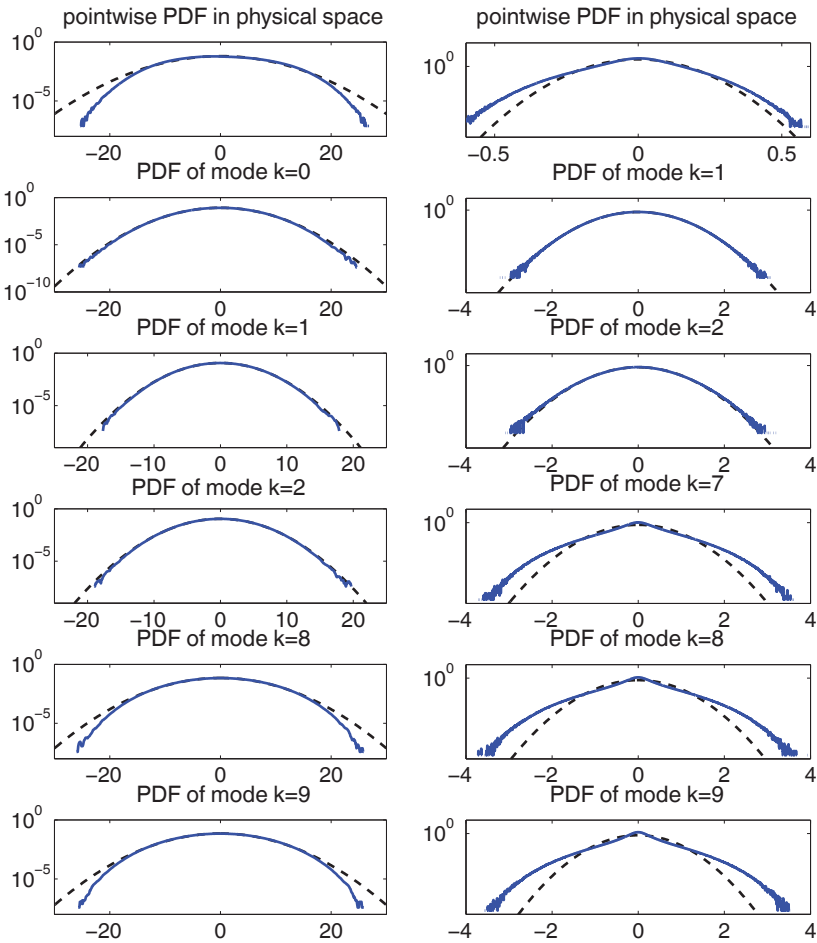 pointwise PDF in physical space
10^0
10^-5
−20 0 20
PDF of mode k=0
10^0
10^-5
10^-10
−20 0 20
PDF of mode k=1
10^0
10^-5
−20 −10 0 10 20
PDF of mode k=2
10^0
10^-5
−20 −10 0 10 20
PDF of mode k=8
10^0
10^-5
−20 0 20
PDF of mode k=9
10^0
10^-5
−20 0 20
pointwise PDF in physical space
10^0
−0.5 0 0.5
PDF of mode k=1
10^0
−4 −2 0 2 4
PDF of mode k=2
10^0
−4 −2 0 2 4
PDF of mode k=7
10^0
−4 −2 0 2 4
PDF of mode k=8
10^0
−4 −2 0 2 4
PDF of mode k=9
10^0
−4 −2 0 2 4